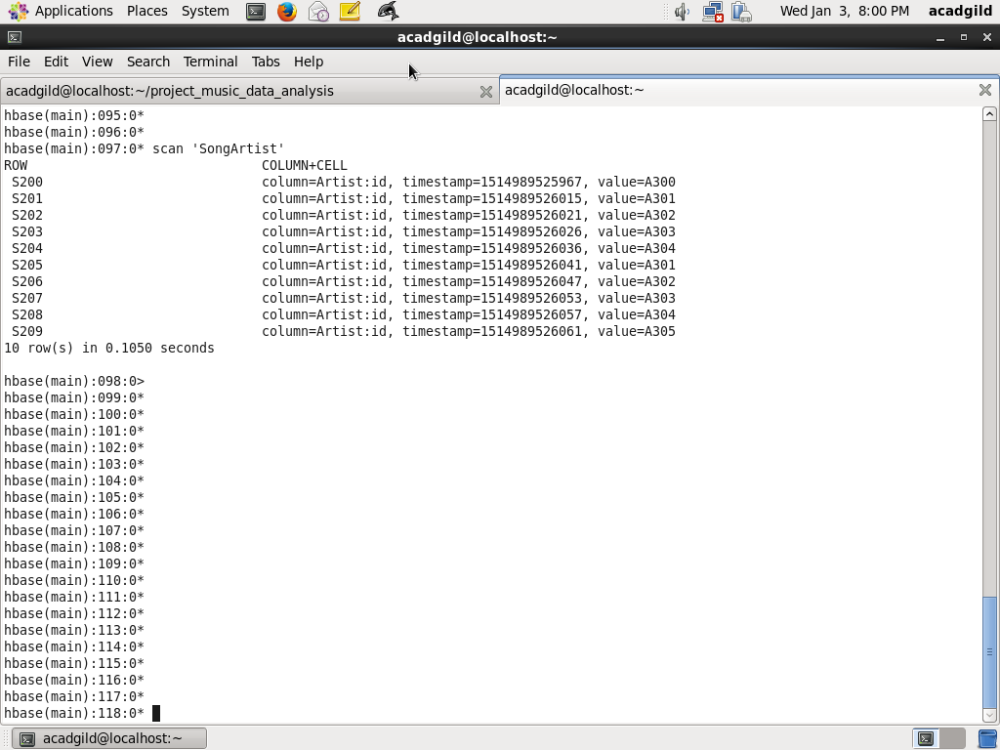 Applications Places System Wed Jan 3, 8:00 PM acadgild
acadgild@localhost:~
File Edit View Search Terminal Tabs Help
acadgild@localhost:~/project_music_data_analysis acadgild@localhost:~
hbase(main):095:0*
hbase(main):096:0*
hbase(main):097:0* scan 'SongArtist'
ROW COLUMN+CELL
S200 column=Artist:id, timestamp=1514989525967, value=A300
S201 column=Artist:id, timestamp=1514989526015, value=A301
S202 column=Artist:id, timestamp=1514989526021, value=A302
S203 column=Artist:id, timestamp=1514989526026, value=A303
S204 column=Artist:id, timestamp=1514989526036, value=A304
S205 column=Artist:id, timestamp=1514989526041, value=A301
S206 column=Artist:id, timestamp=1514989526047, value=A302
S207 column=Artist:id, timestamp=1514989526053, value=A303
S208 column=Artist:id, timestamp=1514989526057, value=A304
S209 column=Artist:id, timestamp=1514989526061, value=A305
10 row(s) in 0.1050 seconds
hbase(main):098:0>
hbase(main):099:0*
hbase(main):100:0*
hbase(main):101:0*
hbase(main):102:0*
hbase(main):103:0*
hbase(main):104:0*
hbase(main):105:0*
hbase(main):106:0*
hbase(main):107:0*
hbase(main):108:0*
hbase(main):109:0*
hbase(main):110:0*
hbase(main):111:0*
hbase(main):112:0*
hbase(main):113:0*
hbase(main):114:0*
hbase(main):115:0*
hbase(main):116:0*
hbase(main):117:0*
hbase(main):118:0*
acadgild@localhost:~